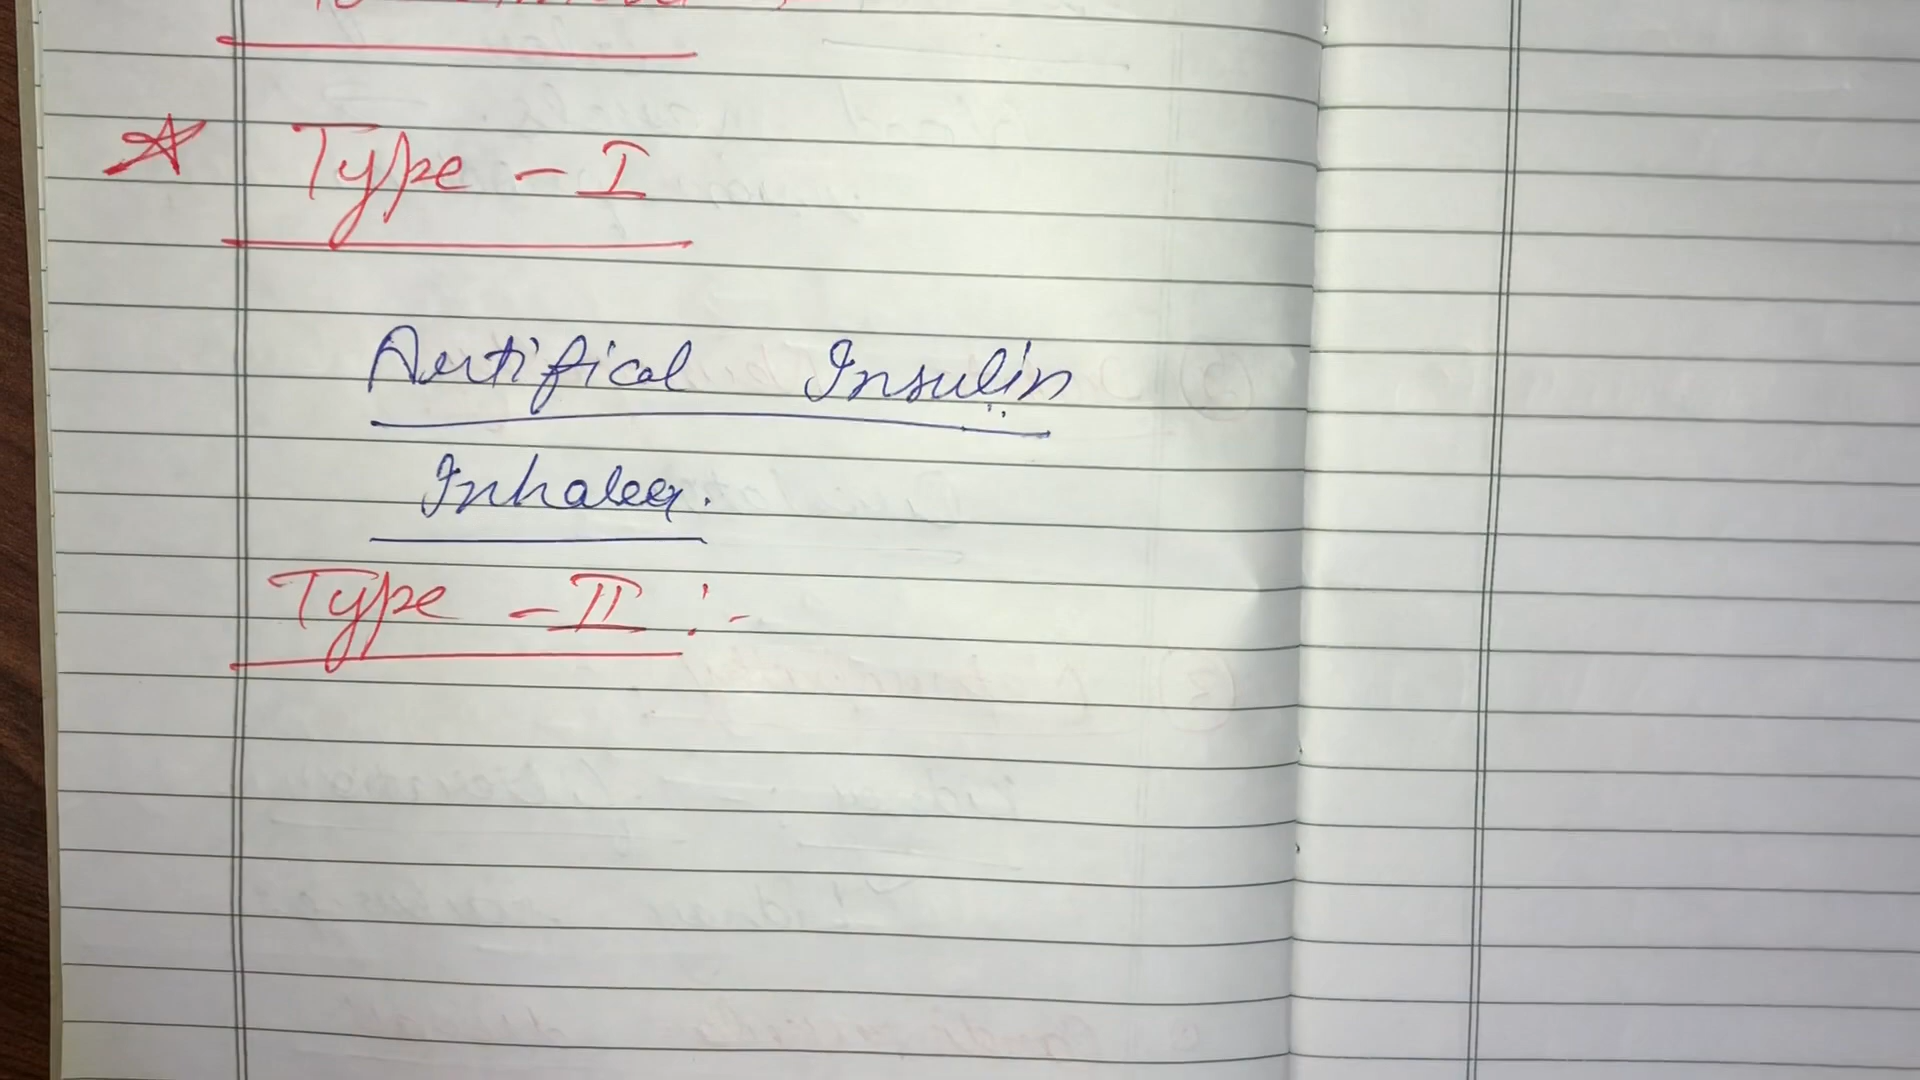 Type - I
Artifical Insulin
Inhaler.
Type - II :-